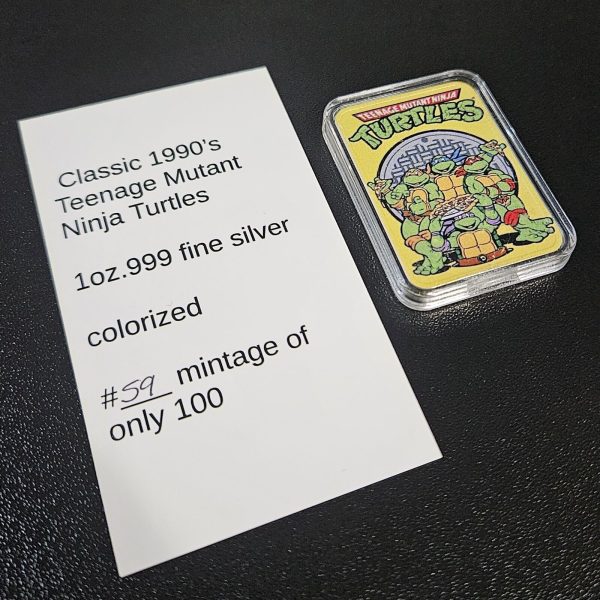 Classic 1990's
Teenage Mutant
Ninja Turtles
1oz.999 fine silver
colorized
#59 mintage of
only 100
TEENAGE MUTANT NINJA
TURTLES